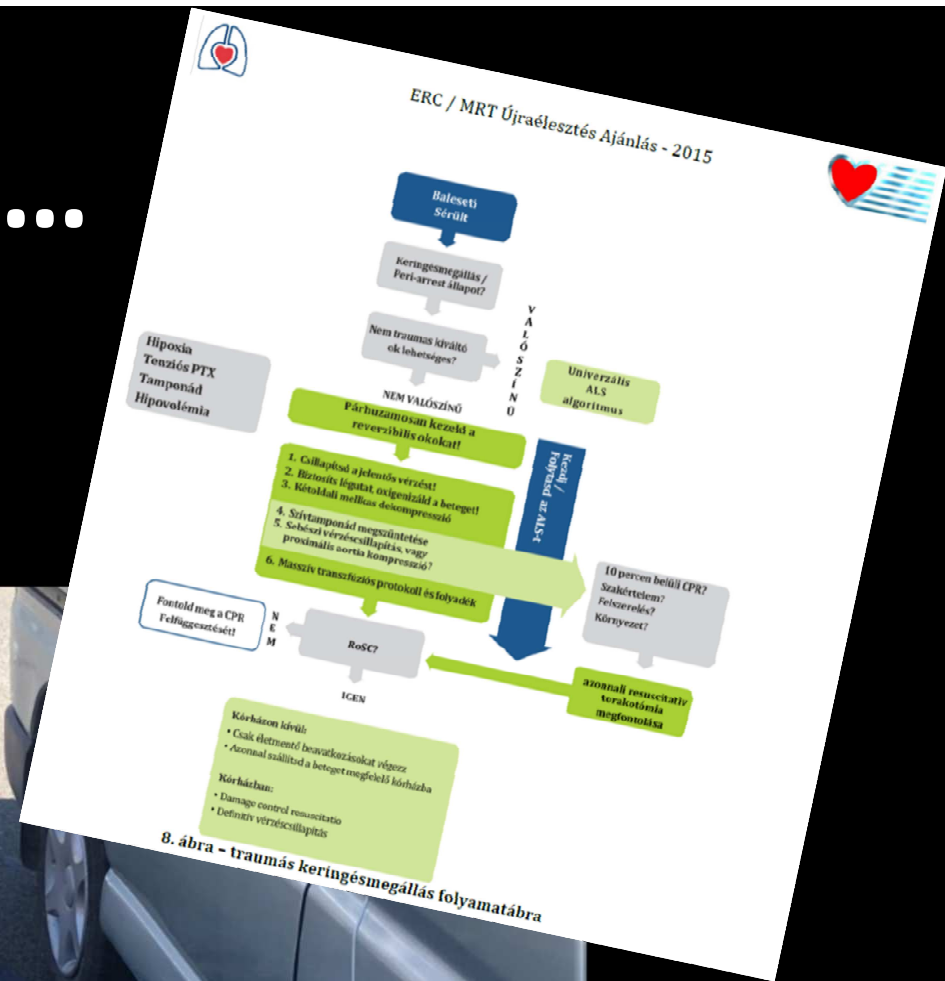 ...
ERC / MRT Újraélesztés Ajánlás - 2015
Baleseti
Sérült
Keringésmegállás /
Peri-arrest állapot?
Nem traumás kiváltó
ok lehetséges?
VALÓSZÍNŰ
Univerzális
ALS
algoritmus
Hipoxia
Tenziós PTX
Tamponád
Hipovolémia
NEM VALÓSZÍNŰ
Párhuzamosan kezeld a
reverzibilis okokat!
1. Csillapítsd a jelentős vérzést!
2. Biztosíts légutat, oxigenizáld a beteget!
3. Kétoldali mellkas dekompresszió
4. Szívtamponád megszüntetése
5. Sebészi vérzéscsillapítás, vagy
proximális aorta kompresszió?
6. Masszív transzfúziós protokoll és folyadék
Kezdj /
Folytasd az ALS-t
10 percen belüli CPR?
Szakértelem?
Felszerelés?
Környezet?
Fontold meg a CPR
Felfüggesztését!
NEM
RoSC?
azonnali resuscitatív
torakotómia
megfontolása
IGEN
Kórházon kívül:
• Csak életmentő beavatkozásokat végezz
• Azonnal szállítsd a beteget megfelelő kórházba
Kórházban:
• Damage control resuscitatio
• Definitív vérzéscsillapítás
8. ábra – traumás keringésmegállás folyamatábra